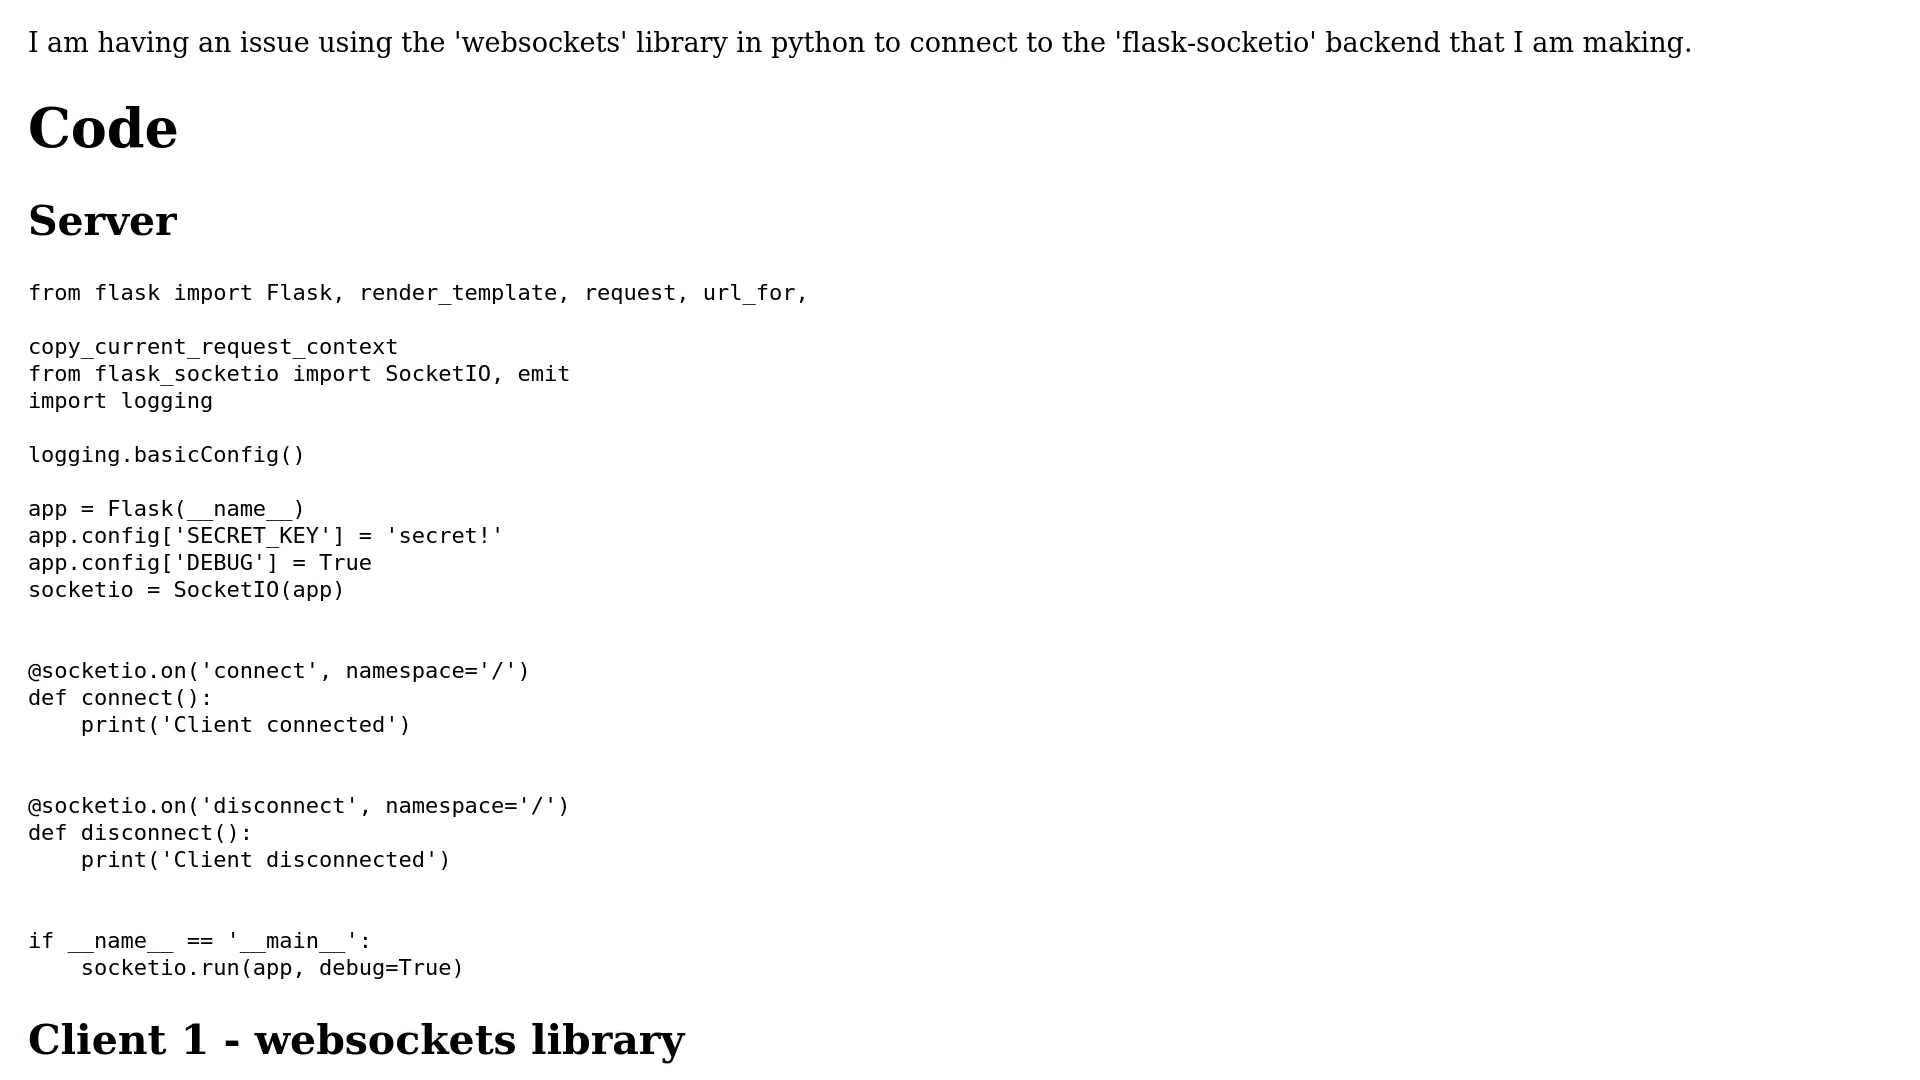 I am having an issue using the 'websockets' library in python to connect to the 'flask-socketio' backend that I am making.
Code
Server
from flask import Flask, render_template, request, url_for,
copy_current_request_context
from flask_socketio import SocketIO, emit
import logging
logging.basicConfig()
app = Flask(__name__)
app.config['SECRET_KEY'] = 'secret!'
app.config['DEBUG'] = True
socketio = SocketIO(app)
@socketio.on('connect', namespace='/')
def connect():
    print('Client connected')
@socketio.on('disconnect', namespace='/')
def disconnect():
    print('Client disconnected')
if __name__ == '__main__':
    socketio.run(app, debug=True)
Client 1 - websockets library